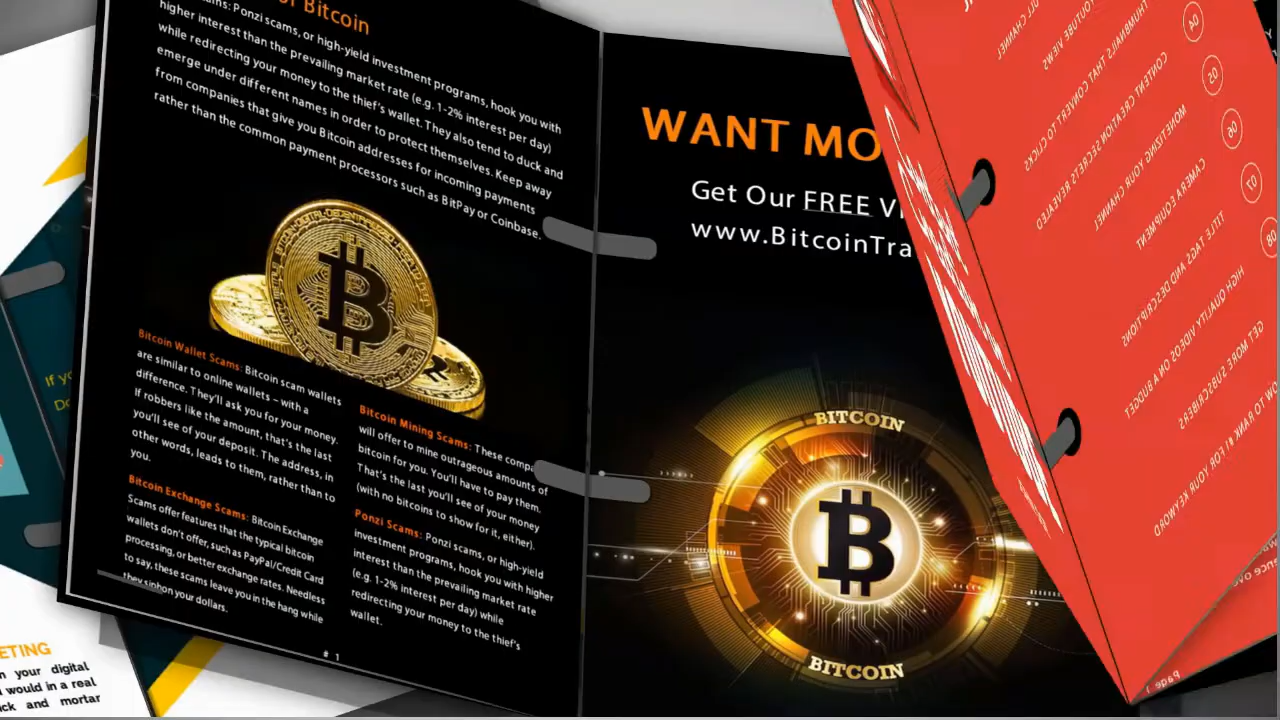 of Bitcoin
Ponzi scams, or high-yield investment programs, hook you with
higher interest than the prevailing market rate (e.g. 1-2% interest per day)
while redirecting your money to the thief's wallet. They also tend to duck and
emerge under different names in order to protect themselves. Keep away
from companies that give you Bitcoin addresses for incoming payments
rather than the common payment processors such as BitPay or Coinbase.
Bitcoin Wallet Scams: Bitcoin scam wallets
are similar to online wallets – with a
difference. They'll ask you for your money.
If robbers like the amount, that's the last
you'll see of your deposit. The address, in
other words, leads to them, rather than to
you.
Bitcoin Exchange Scams: Bitcoin Exchange
Scams offer features that the typical bitcoin
wallets don't offer, such as PayPal/Credit Card
processing, or better exchange rates. Needless
to say, these scams leave you in the hang while
they siphon your dollars.
Bitcoin Mining Scams: These
will offer to mine outrageous amounts of
bitcoin for you. You'll have to pay them.
That's the last you'll see of your money
(with no bitcoins to show for it, either).
Ponzi Scams: Ponzi scams, or high-yield
investment programs, hook you with higher
interest than the prevailing market rate
(e.g. 1-2% interest per day) while
redirecting your money to the thief's
wallet.
# 1
WANT MO
Get Our FREE
www.BitcoinTra
BITCOIN
BITCOIN
04
05
06
07
08
CHANNEL
YOUTUBE VIEWS
THUMBNAILS THAT CONVERT TO CLICKS
CONTENT CREATION SECRETS REVEALED
MONETIZING YOUR CHANNEL
CAMERA EQUIPMENT
TITLE TAGS AND DESCRIPTIONS
HIGH QUALITY VIDEOS ON A BUDGET
GET MORE SUBSCRIBERS
TO RANK #1 FOR YOUR KEYWORD
Page
If
ETING
your digital
would in a real
and mortar